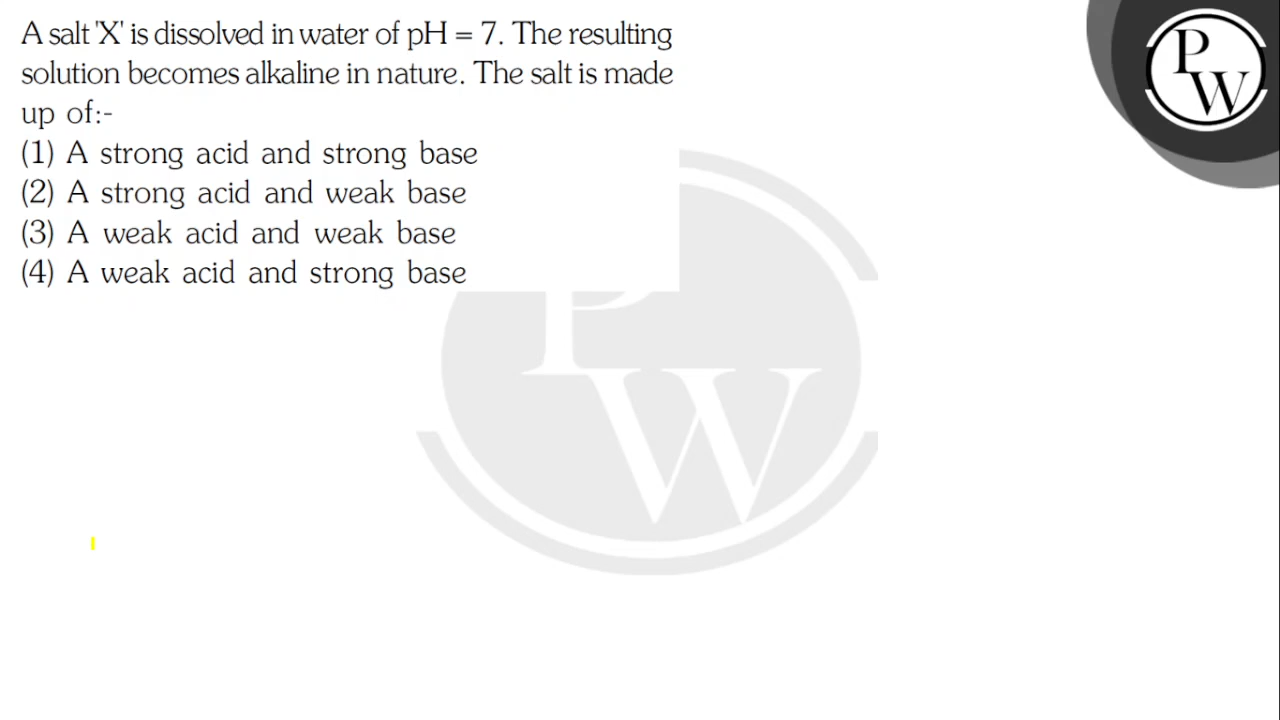 A salt 'X' is dissolved in water of pH = 7. The resulting
solution becomes alkaline in nature. The salt is made
up of:-
(1) A strong acid and strong base
(2) A strong acid and weak base
(3) A weak acid and weak base
(4) A weak acid and strong base
P
W
P
W